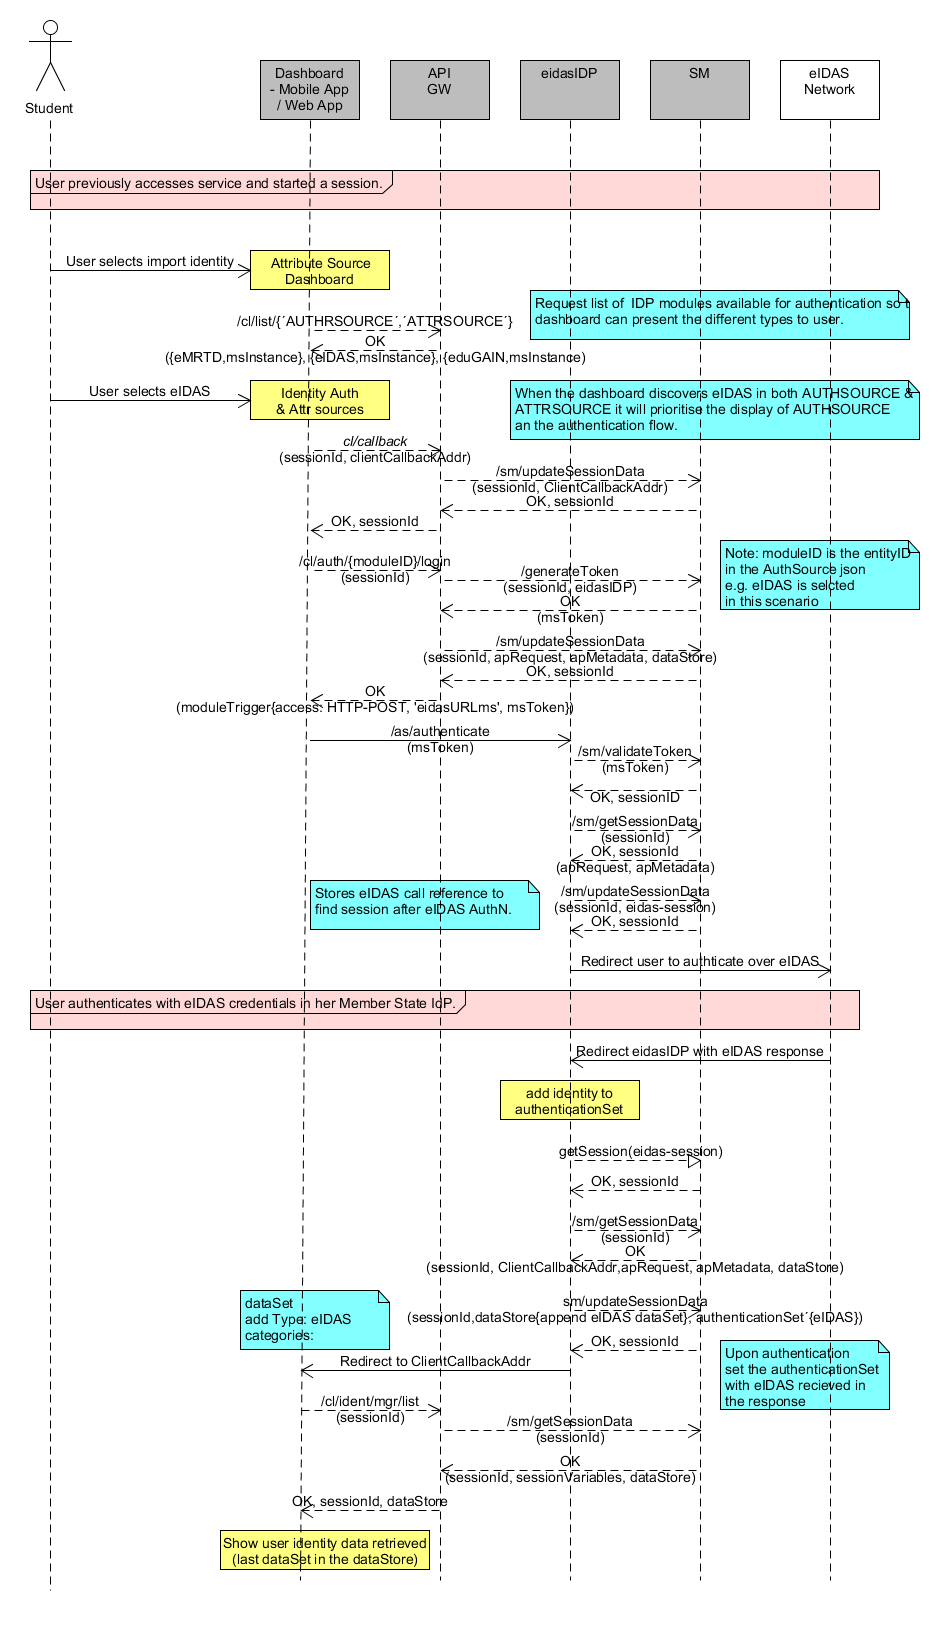 Student
Dashboard
- Mobile App
/ Web App
API
GW
eidasIDP
SM
eIDAS
Network
User previously accesses service and started a session.
User selects import identity
Attribute Source
Dashboard
Request list of IDP modules available for authentication so t
dashboard can present the different types to user.
/cl/list/{´AUTHRSOURCE´,´ATTRSOURCE´}
OK
({eMRTD,msInstance}, {eIDAS,msInstance}, {eduGAIN,msInstance)
User selects eIDAS
Identity Auth
& Attr sources
When the dashboard discovers eIDAS in both AUTHSOURCE &
ATTRSOURCE it will prioritise the display of AUTHSOURCE
an the authentication flow.
cl/callback
(sessionId, clientCallbackAddr)
/sm/updateSessionData
(sessionId, ClientCallbackAddr)
OK, sessionId
OK, sessionId
/cl/auth/{moduleID}/login
(sessionId)
/generateToken
(sessionId, eidasIDP)
Note: moduleID is the entityID
in the AuthSource json
e.g. eIDAS is selcted
in this scenario
OK
(msToken)
/sm/updateSessionData
(sessionId, apRequest, apMetadata, dataStore)
OK, sessionId
OK
(moduleTrigger{access: HTTP-POST, 'eidasURLms', msToken})
/as/authenticate
(msToken)
/sm/validateToken
(msToken)
OK, sessionID
/sm/getSessionData
(sessionId)
OK, sessionId
(apRequest, apMetadata)
Stores eIDAS call reference to
find session after eIDAS AuthN.
/sm/updateSessionData
(sessionId, eidas-session)
OK, sessionId
Redirect user to authticate over eIDAS
User authenticates with eIDAS credentials in her Member State IdP.
Redirect eidasIDP with eIDAS response
add identity to
authenticationSet
getSession(eidas-session)
OK, sessionId
/sm/getSessionData
(sessionId)
OK
(sessionId, ClientCallbackAddr,apRequest, apMetadata, dataStore)
dataSet
add Type: eIDAS
categories:
sm/updateSessionData
(sessionId,dataStore{append eIDAS dataSet}, authenticationSet´{eIDAS})
OK, sessionId
Upon authentication
set the authenticationSet
with eIDAS recieved in
the response
Redirect to ClientCallbackAddr
/cl/ident/mgr/list
(sessionId)
/sm/getSessionData
(sessionId)
OK
(sessionId, sessionVariables, dataStore)
OK, sessionId, dataStore
Show user identity data retrieved
(last dataSet in the dataStore)